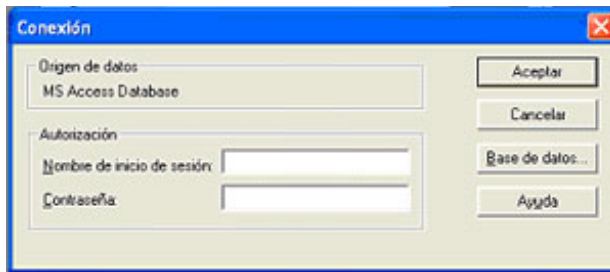 Conexión
Origen de datos
MS Access Database
Autorización
Nombre de inicio de sesión:
Contraseña:
Aceptar
Cancelar
Base de datos...
Ayuda